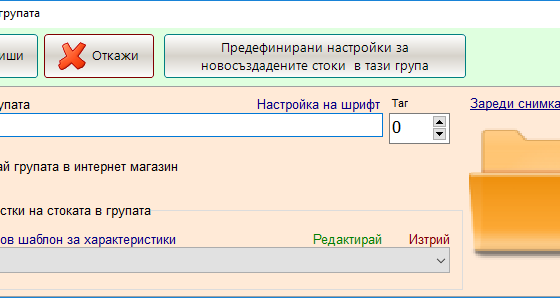 групата
иши
Откажи
Предефинирани настройки за
новосъздадените стоки в тази група
упата
Настройка на шрифт
Таг
Зареди снимка
0
ай групата в интернет магазин
стки на стоката в групата
ов шаблон за характеристики
Редактирай
Изтрий